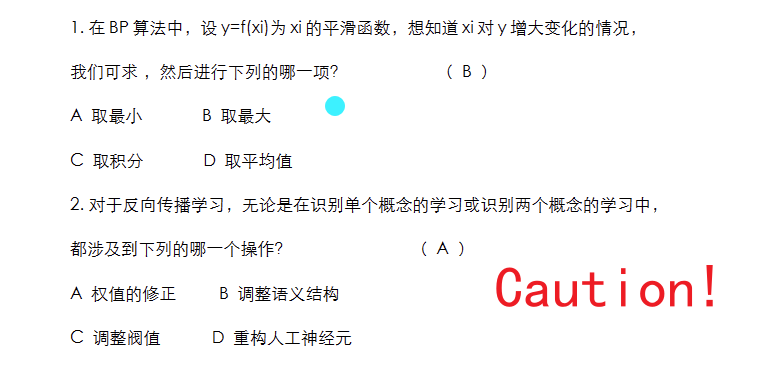 1. 在 BP 算法中，设 y=f(xi)为 xi 的平滑函数，想知道 xi 对 y 增大变化的情况，
我们可求 ，然后进行下列的哪一项？ （ B ）
A 取最小 B 取最大
C 取积分 D 取平均值
2. 对于反向传播学习，无论是在识别单个概念的学习或识别两个概念的学习中，
都涉及到下列的哪一个操作？ （ A ）
A 权值的修正 B 调整语义结构
Caution!
C 调整阀值 D 重构人工神经元